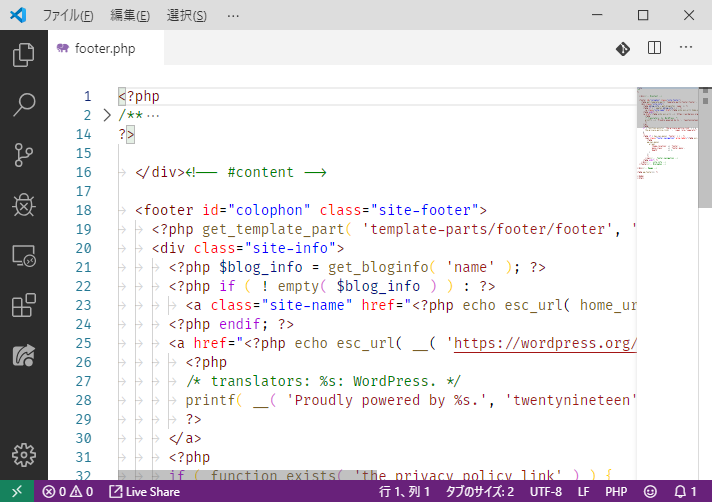 ファイル(F) 編集(E) 選択(S) ···
footer.php
1 <?php
2 /** ···
14 ?>
15
16 </div><!-- #content -->
17
18 <footer id="colophon" class="site-footer">
19 <?php get_template_part( 'template-parts/footer/footer', '
20 <div class="site-info">
21 <?php $blog_info = get_bloginfo( 'name' ); ?>
22 <?php if ( ! empty( $blog_info ) ) : ?>
23 <a class="site-name" href="<?php echo esc_url( home_ur
24 <?php endif; ?>
25 <a href="<?php echo esc_url( __( 'https://wordpress.org/
26 <?php
27 /* translators: %s: WordPress. */
28 printf( __( 'Proudly powered by %s.', 'twentynineteen'
29 ?>
30 </a>
31 <?php
32 if ( function_exists( 'the_privacy_policy_link' ) ) {
0 0 Live Share 行 1、列 1 タブのサイズ: 2 UTF-8 LF PHP 1